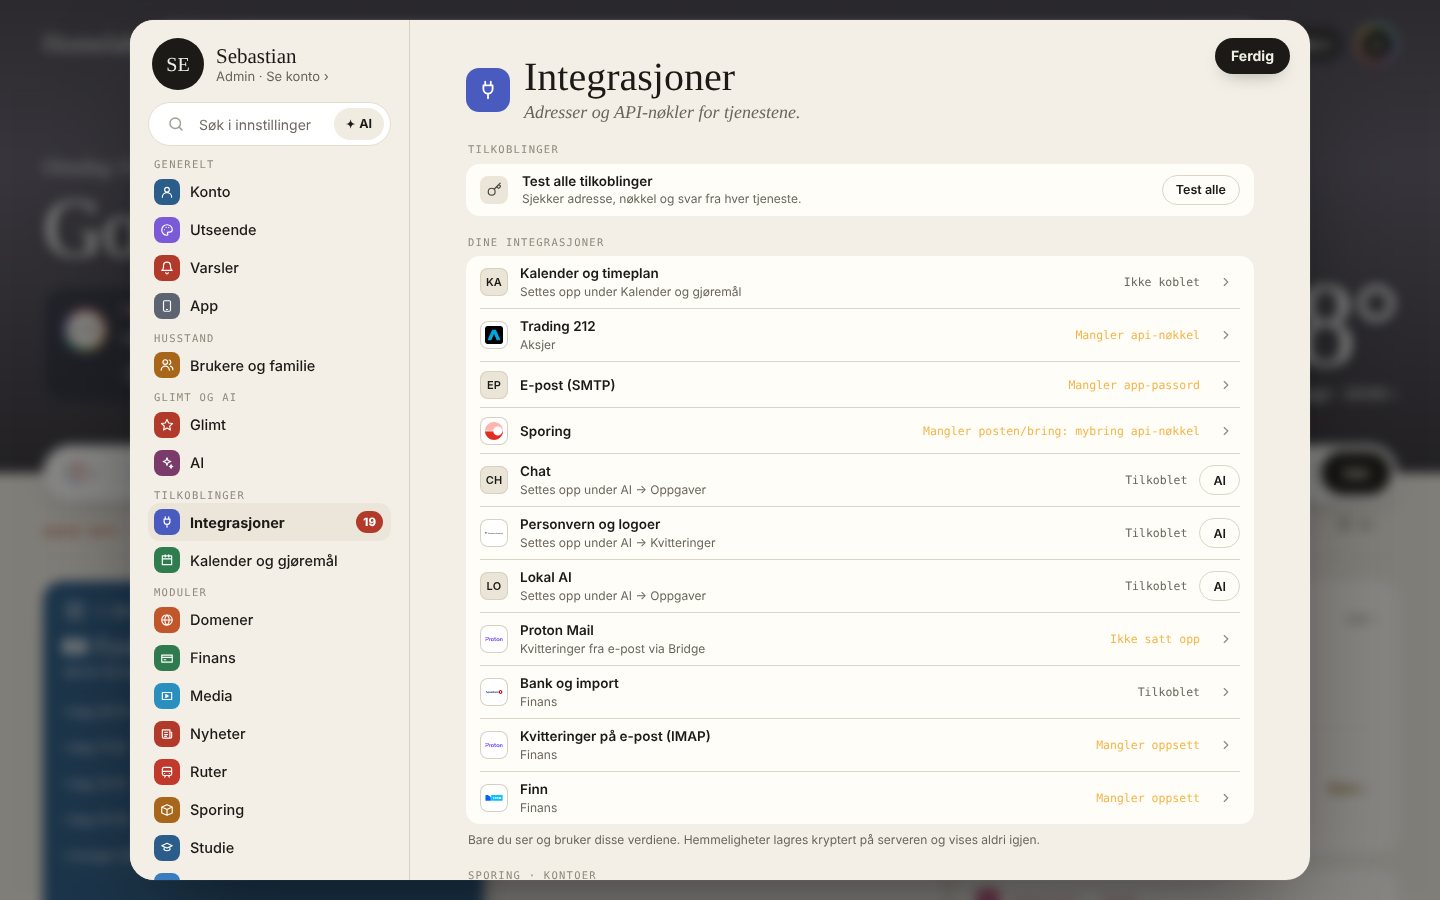 SE
Sebastian
Admin · Se konto ›
Søk i innstillinger
✦ AI
GENERELT
Konto
Utseende
Varsler
App
HUSSTAND
Brukere og familie
GLIMT OG AI
Glimt
AI
TILKOBLINGER
Integrasjoner
19
Kalender og gjøremål
MODULER
Domener
Finans
Media
Nyheter
Ruter
Sporing
Studie
Ferdig
Integrasjoner
Adresser og API-nøkler for tjenestene.
TILKOBLINGER
Test alle tilkoblinger
Sjekker adresse, nøkkel og svar fra hver tjeneste.
Test alle
DINE INTEGRASJONER
KA
Kalender og timeplan
Settes opp under Kalender og gjøremål
Ikke koblet
Trading 212
Aksjer
Mangler api-nøkkel
EP
E-post (SMTP)
Mangler app-passord
Sporing
Mangler posten/bring: mybring api-nøkkel
CH
Chat
Settes opp under AI → Oppgaver
Tilkoblet
AI
Personvern og logoer
Settes opp under AI → Kvitteringer
Tilkoblet
AI
LO
Lokal AI
Settes opp under AI → Oppgaver
Tilkoblet
AI
Proton
Proton Mail
Kvitteringer fra e-post via Bridge
Ikke satt opp
Bank og import
Finans
Tilkoblet
Proton
Kvitteringer på e-post (IMAP)
Finans
Mangler oppsett
Finn
Finans
Mangler oppsett
Bare du ser og bruker disse verdiene. Hemmeligheter lagres kryptert på serveren og vises aldri igjen.
SPORING · KONTOER